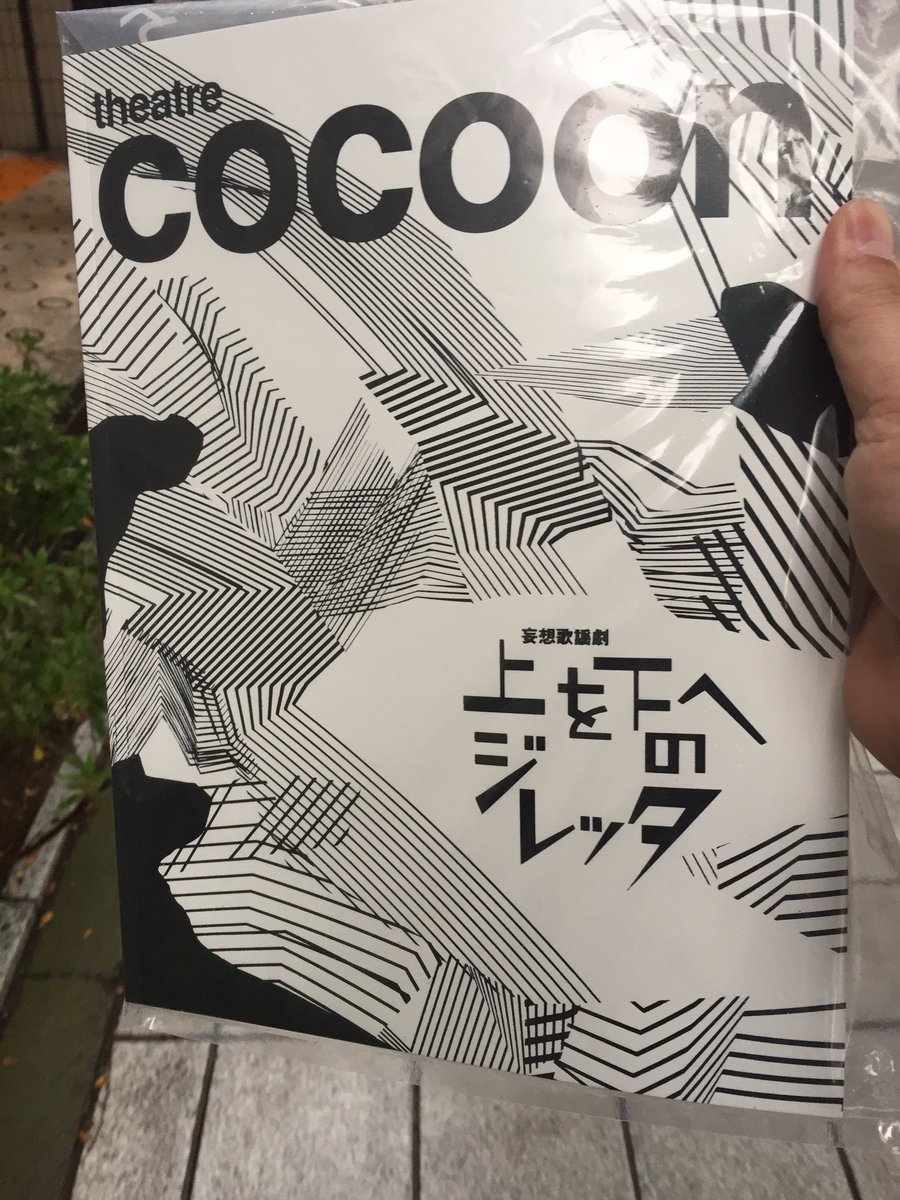 theatre
cocoon
妄想歌謡劇
上を下へ
の
ジレッタ